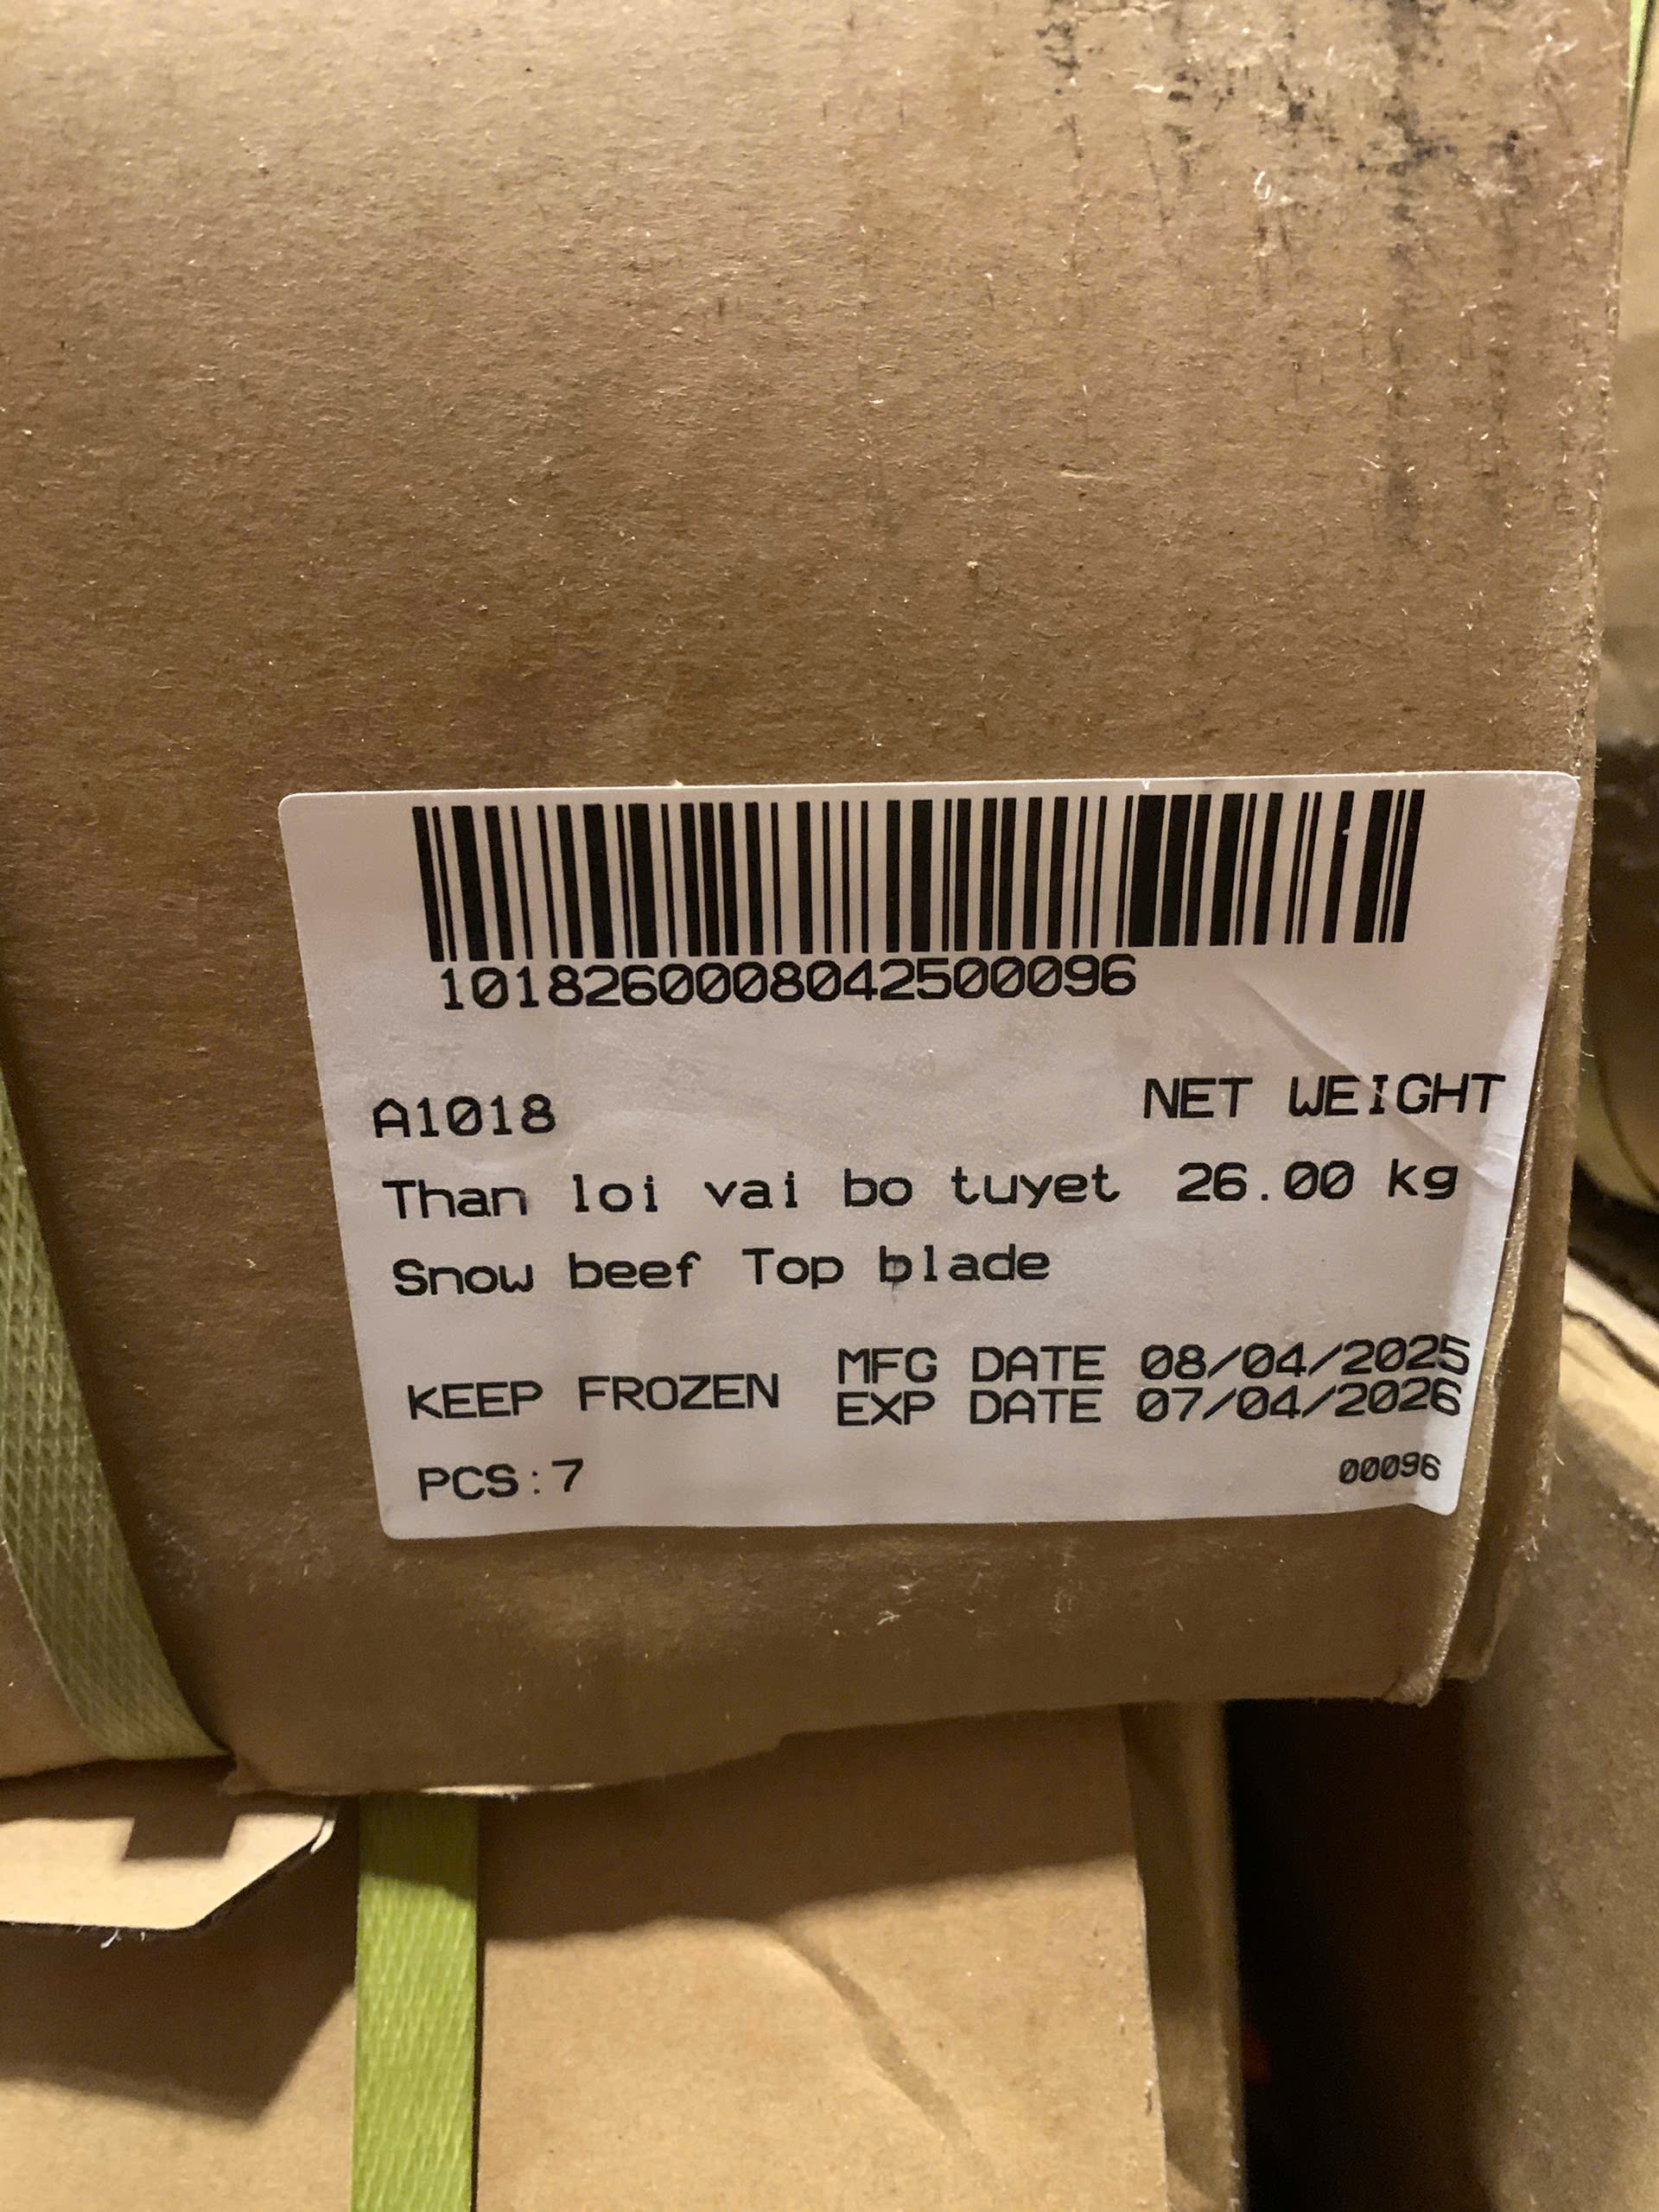 1018260008042500096
A1018
NET WEIGHT
Than loi vai bo tuyet 26.00 kg
Snow beef Top blade
KEEP FROZEN
MFG DATE 08/04/2025
EXP DATE 07/04/2026
PCS:7
00096